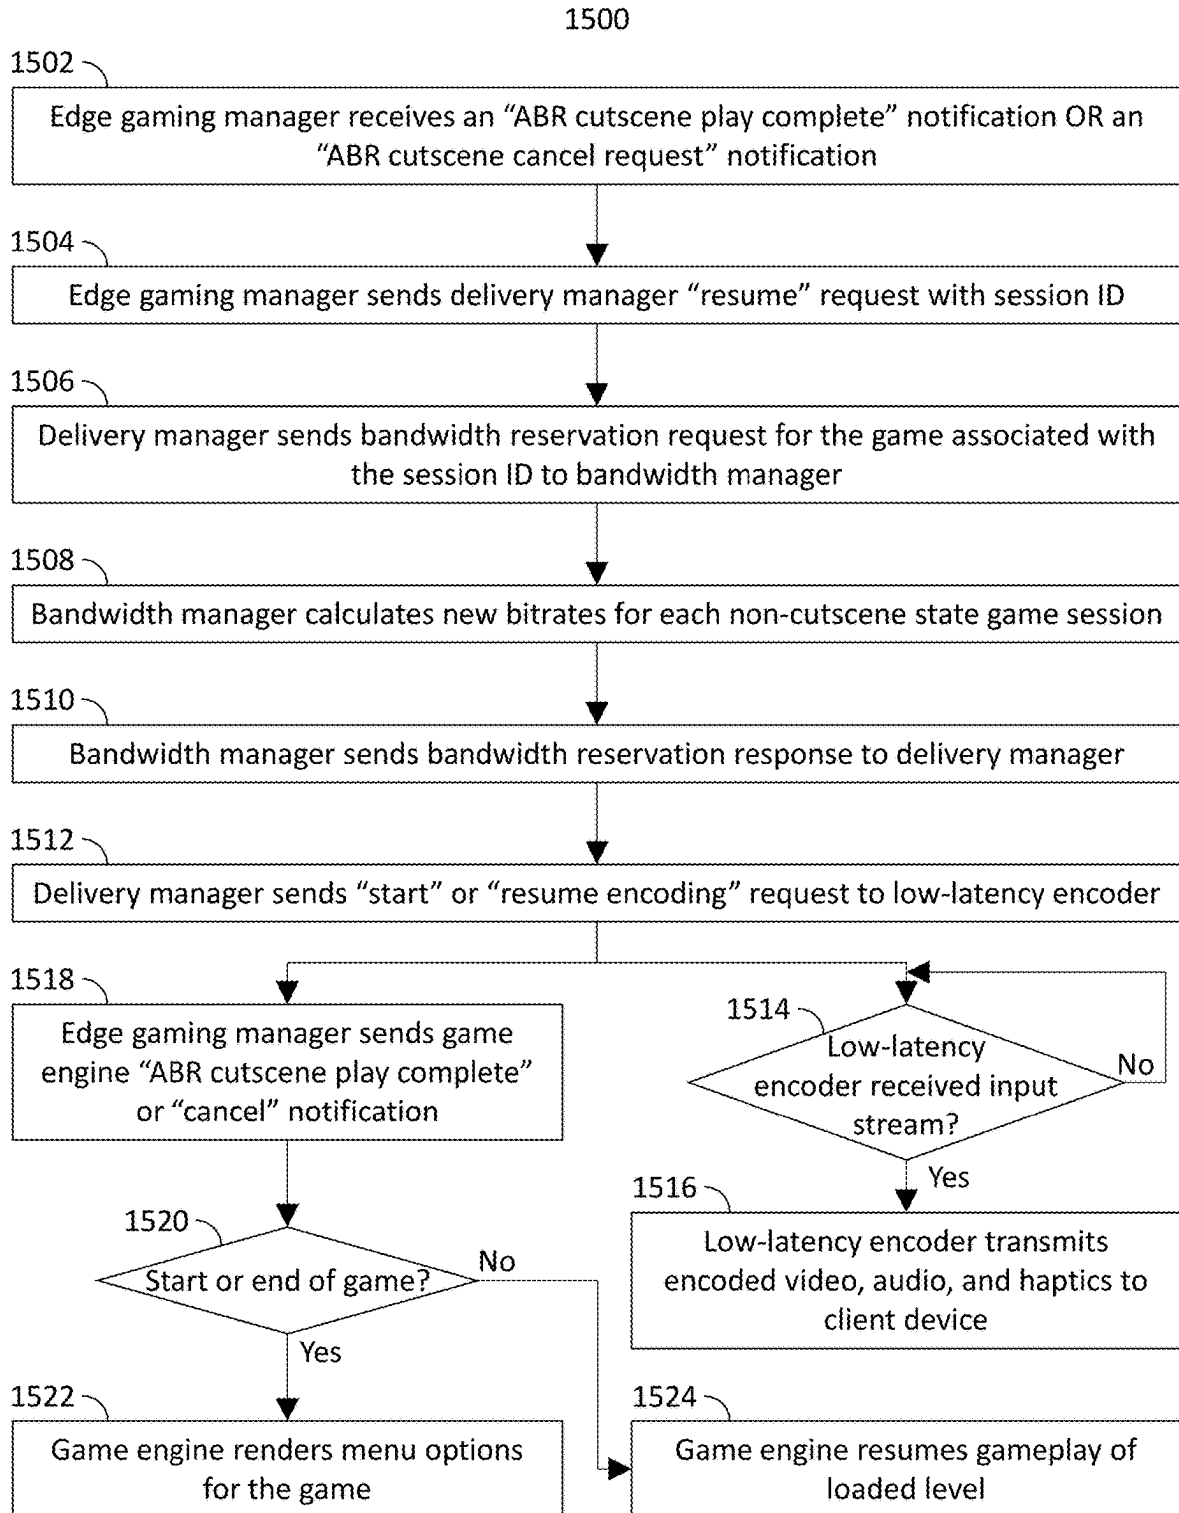 1500
1502
Edge gaming manager receives an “ABR cutscene play complete” notification OR an
“ABR cutscene cancel request” notification
1504
Edge gaming manager sends delivery manager “resume” request with session ID
1506
Delivery manager sends bandwidth reservation request for the game associated with
the session ID to bandwidth manager
1508
Bandwidth manager calculates new bitrates for each non-cutscene state game session
1510
Bandwidth manager sends bandwidth reservation response to delivery manager
1512
Delivery manager sends “start” or “resume encoding” request to low-latency encoder
1518
Edge gaming manager sends game
engine “ABR cutscene play complete”
or “cancel” notification
1514
Low-latency
encoder received input
stream?
No
Yes
1516
Low-latency encoder transmits
encoded video, audio, and haptics to
client device
1520
Start or end of game?
No
Yes
1522
Game engine renders menu options
for the game
1524
Game engine resumes gameplay of
loaded level